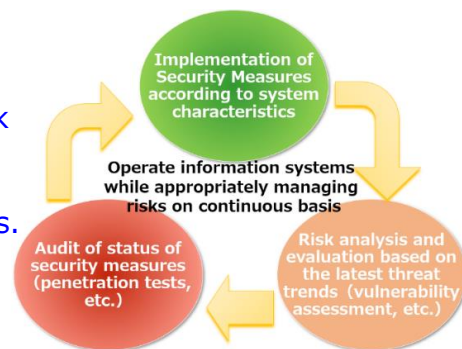 Implementation of
Security Measures
according to system
characteristics
Operate information systems
while appropriately managing
risks on continuous basis
Audit of status of
security measures
(penetration tests,
etc.)
Risk analysis and
evaluation based on
the latest threat
trends (vulnerability
assessment, etc.)